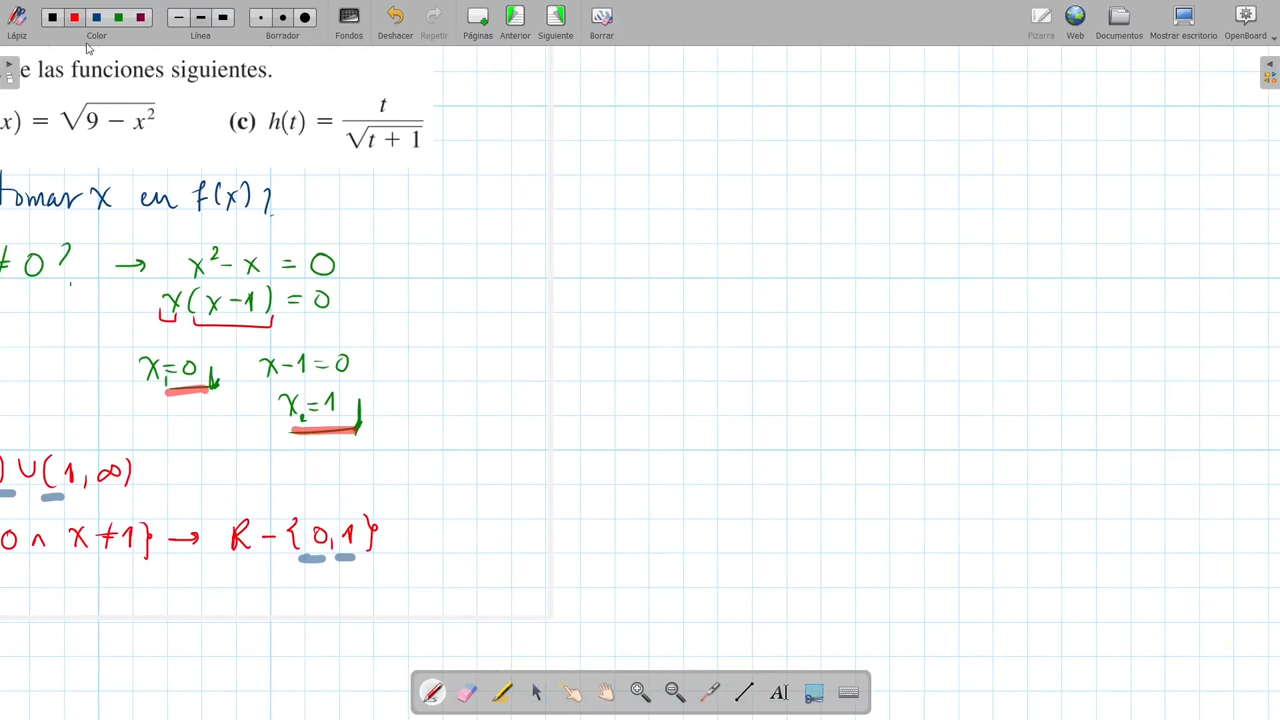 Lápiz Color Línea Borrador Fondos Deshacer Repetir Páginas Anterior Siguiente Borrar Pizarra Web Documentos Mostrar escritorio OpenBoard
e las funciones siguientes.
x) = √(9 − x²) (c) h(t) = t/√(t + 1)
tomar x en f(x)?
≠ 0? → x² - x = 0
x(x-1) = 0
x₁=0 x-1=0
x₂=1
) ∪ (1, ∞)
0 ∧ x ≠ 1} → R - {0, 1}